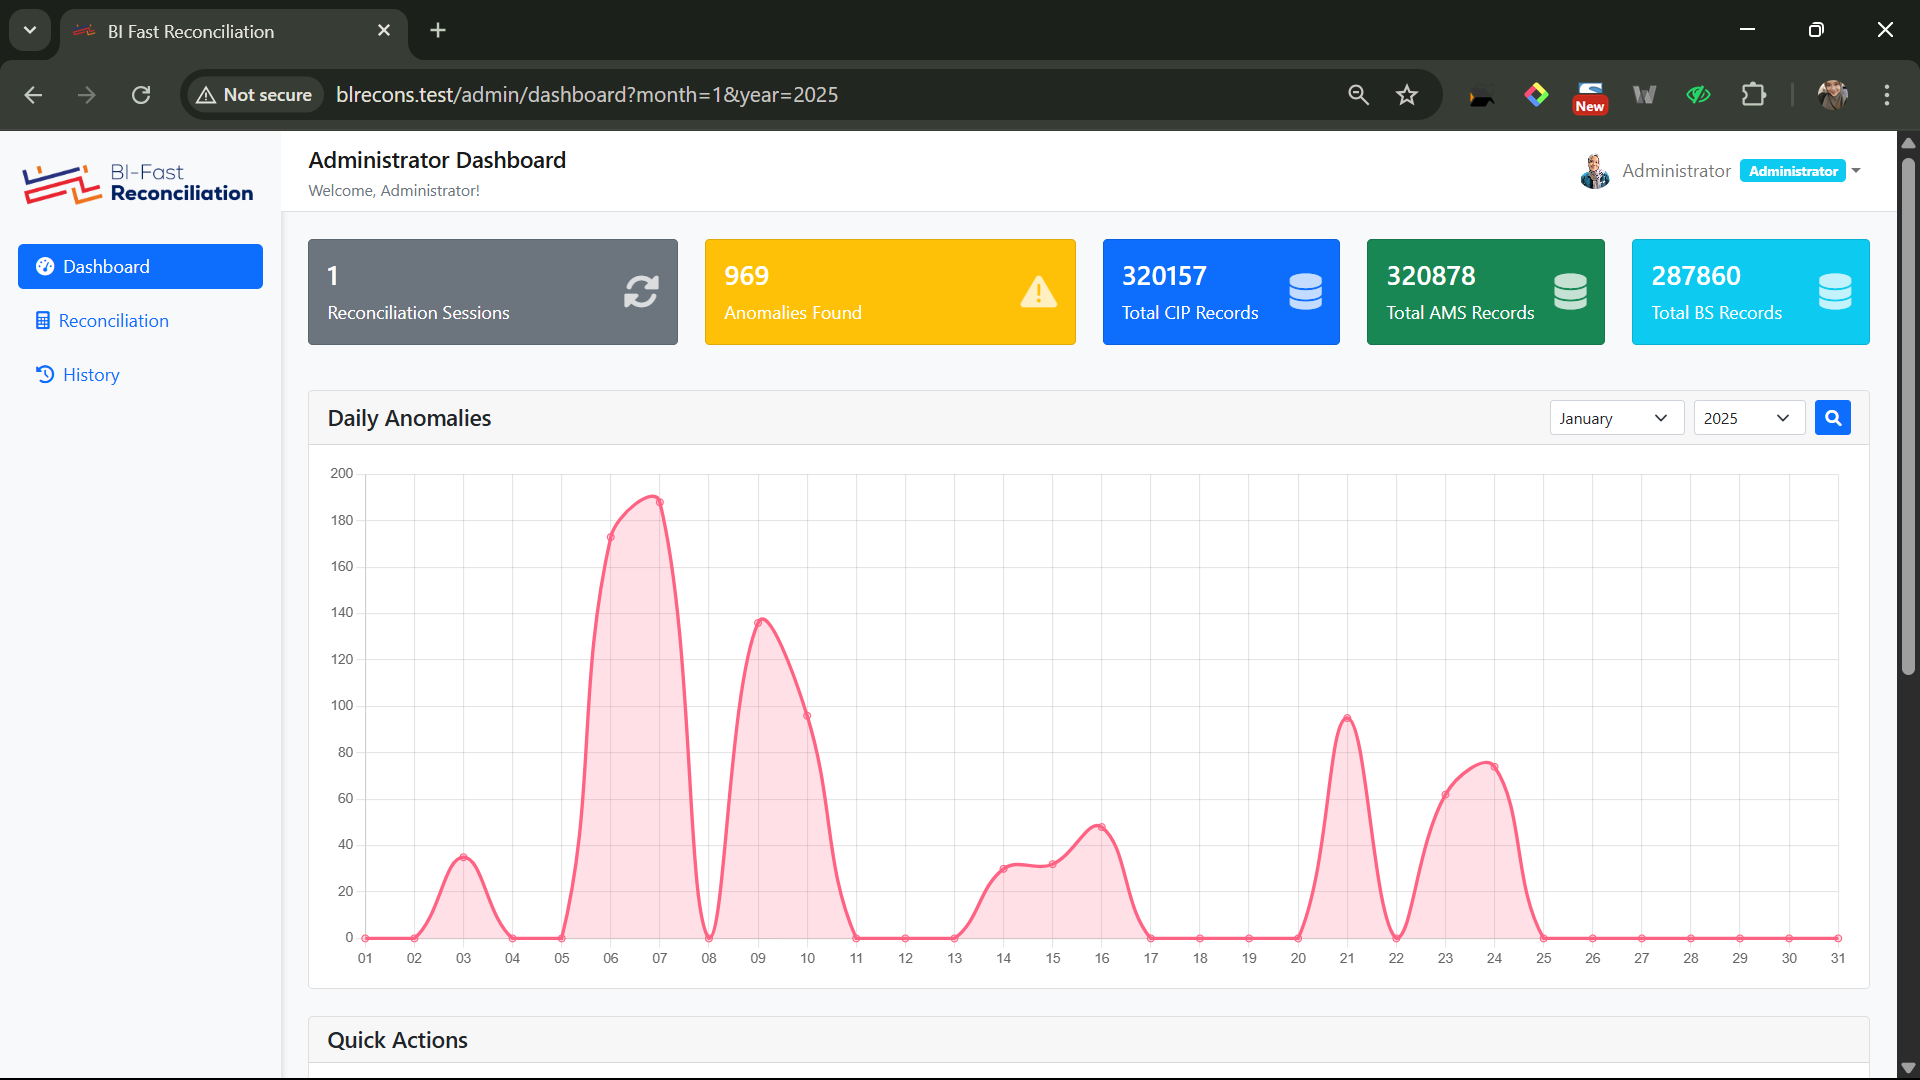 BI Fast Reconciliation
Not secure
blrecons.test/admin/dashboard?month=1&year=2025
New
BI-Fast
Reconciliation
Administrator Dashboard
Welcome, Administrator!
Administrator
Administrator
Dashboard
Reconciliation
History
1
Reconciliation Sessions
969
Anomalies Found
320157
Total CIP Records
320878
Total AMS Records
287860
Total BS Records
Daily Anomalies
January
2025
200
180
160
140
120
100
80
60
40
20
0
01 02 03 04 05 06 07 08 09 10 11 12 13 14 15 16 17 18 19 20 21 22 23 24 25 26 27 28 29 30 31
Quick Actions